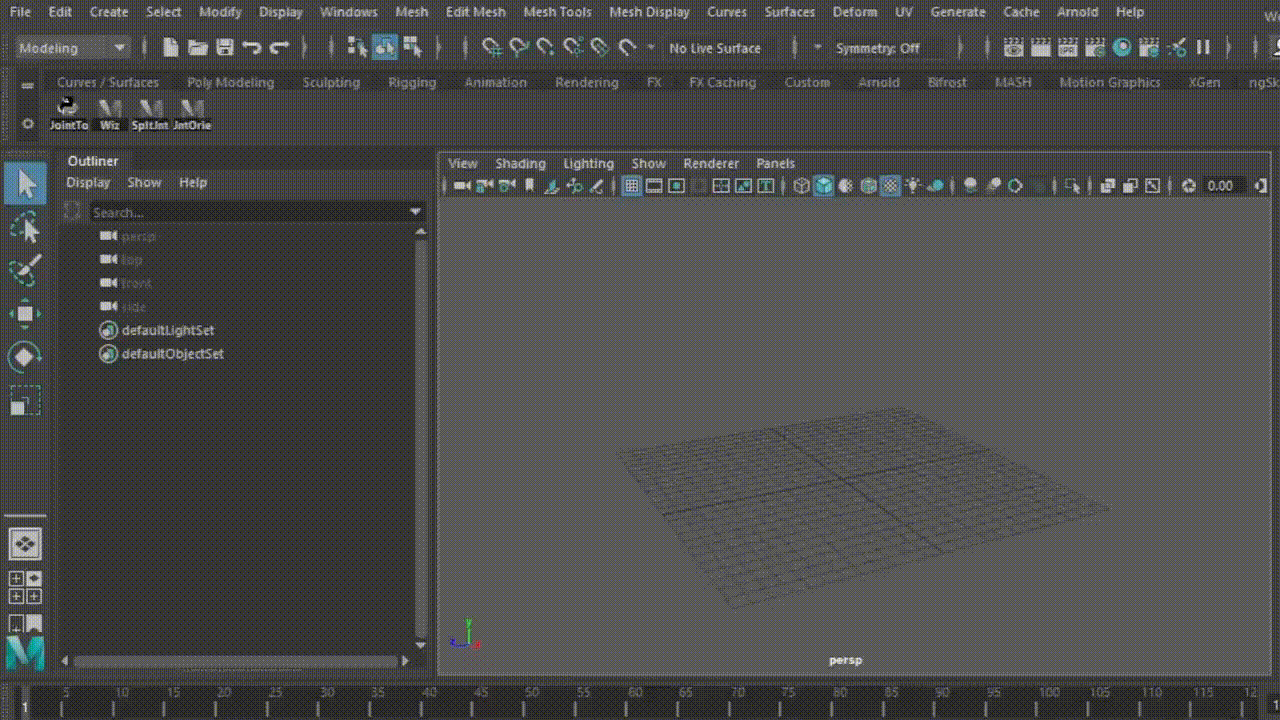 File Edit Create Select Modify Display Windows Mesh Edit Mesh Mesh Tools Mesh Display Curves Surfaces Deform UV Generate Cache Arnold Help
Modeling No Live Surface Symmetry: Off
Curves / Surfaces Poly Modeling Sculpting Rigging Animation Rendering FX FX Caching Custom Arnold Bifrost MASH Motion Graphics XGen ngSk
JointTo Wiz SpltJnt JntOrie
Outliner
Display Show Help
Search...
persp
top
front
side
defaultLightSet
defaultObjectSet
View Shading Lighting Show Renderer Panels
0.00
y
persp
5 10 15 20 25 30 35 40 45 50 55 60 65 70 75 80 85 90 95 100 105 110 115 12
1